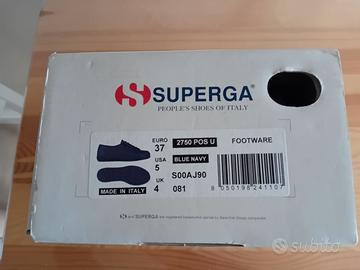 SUPERGA®
PEOPLE'S SHOES OF ITALY
EURO
37
2750 POS U
FOOTWARE
USA
5
BLUE NAVY
UK
4
S00AJ90
081
MADE IN ITALY
8 050196 241107
subito